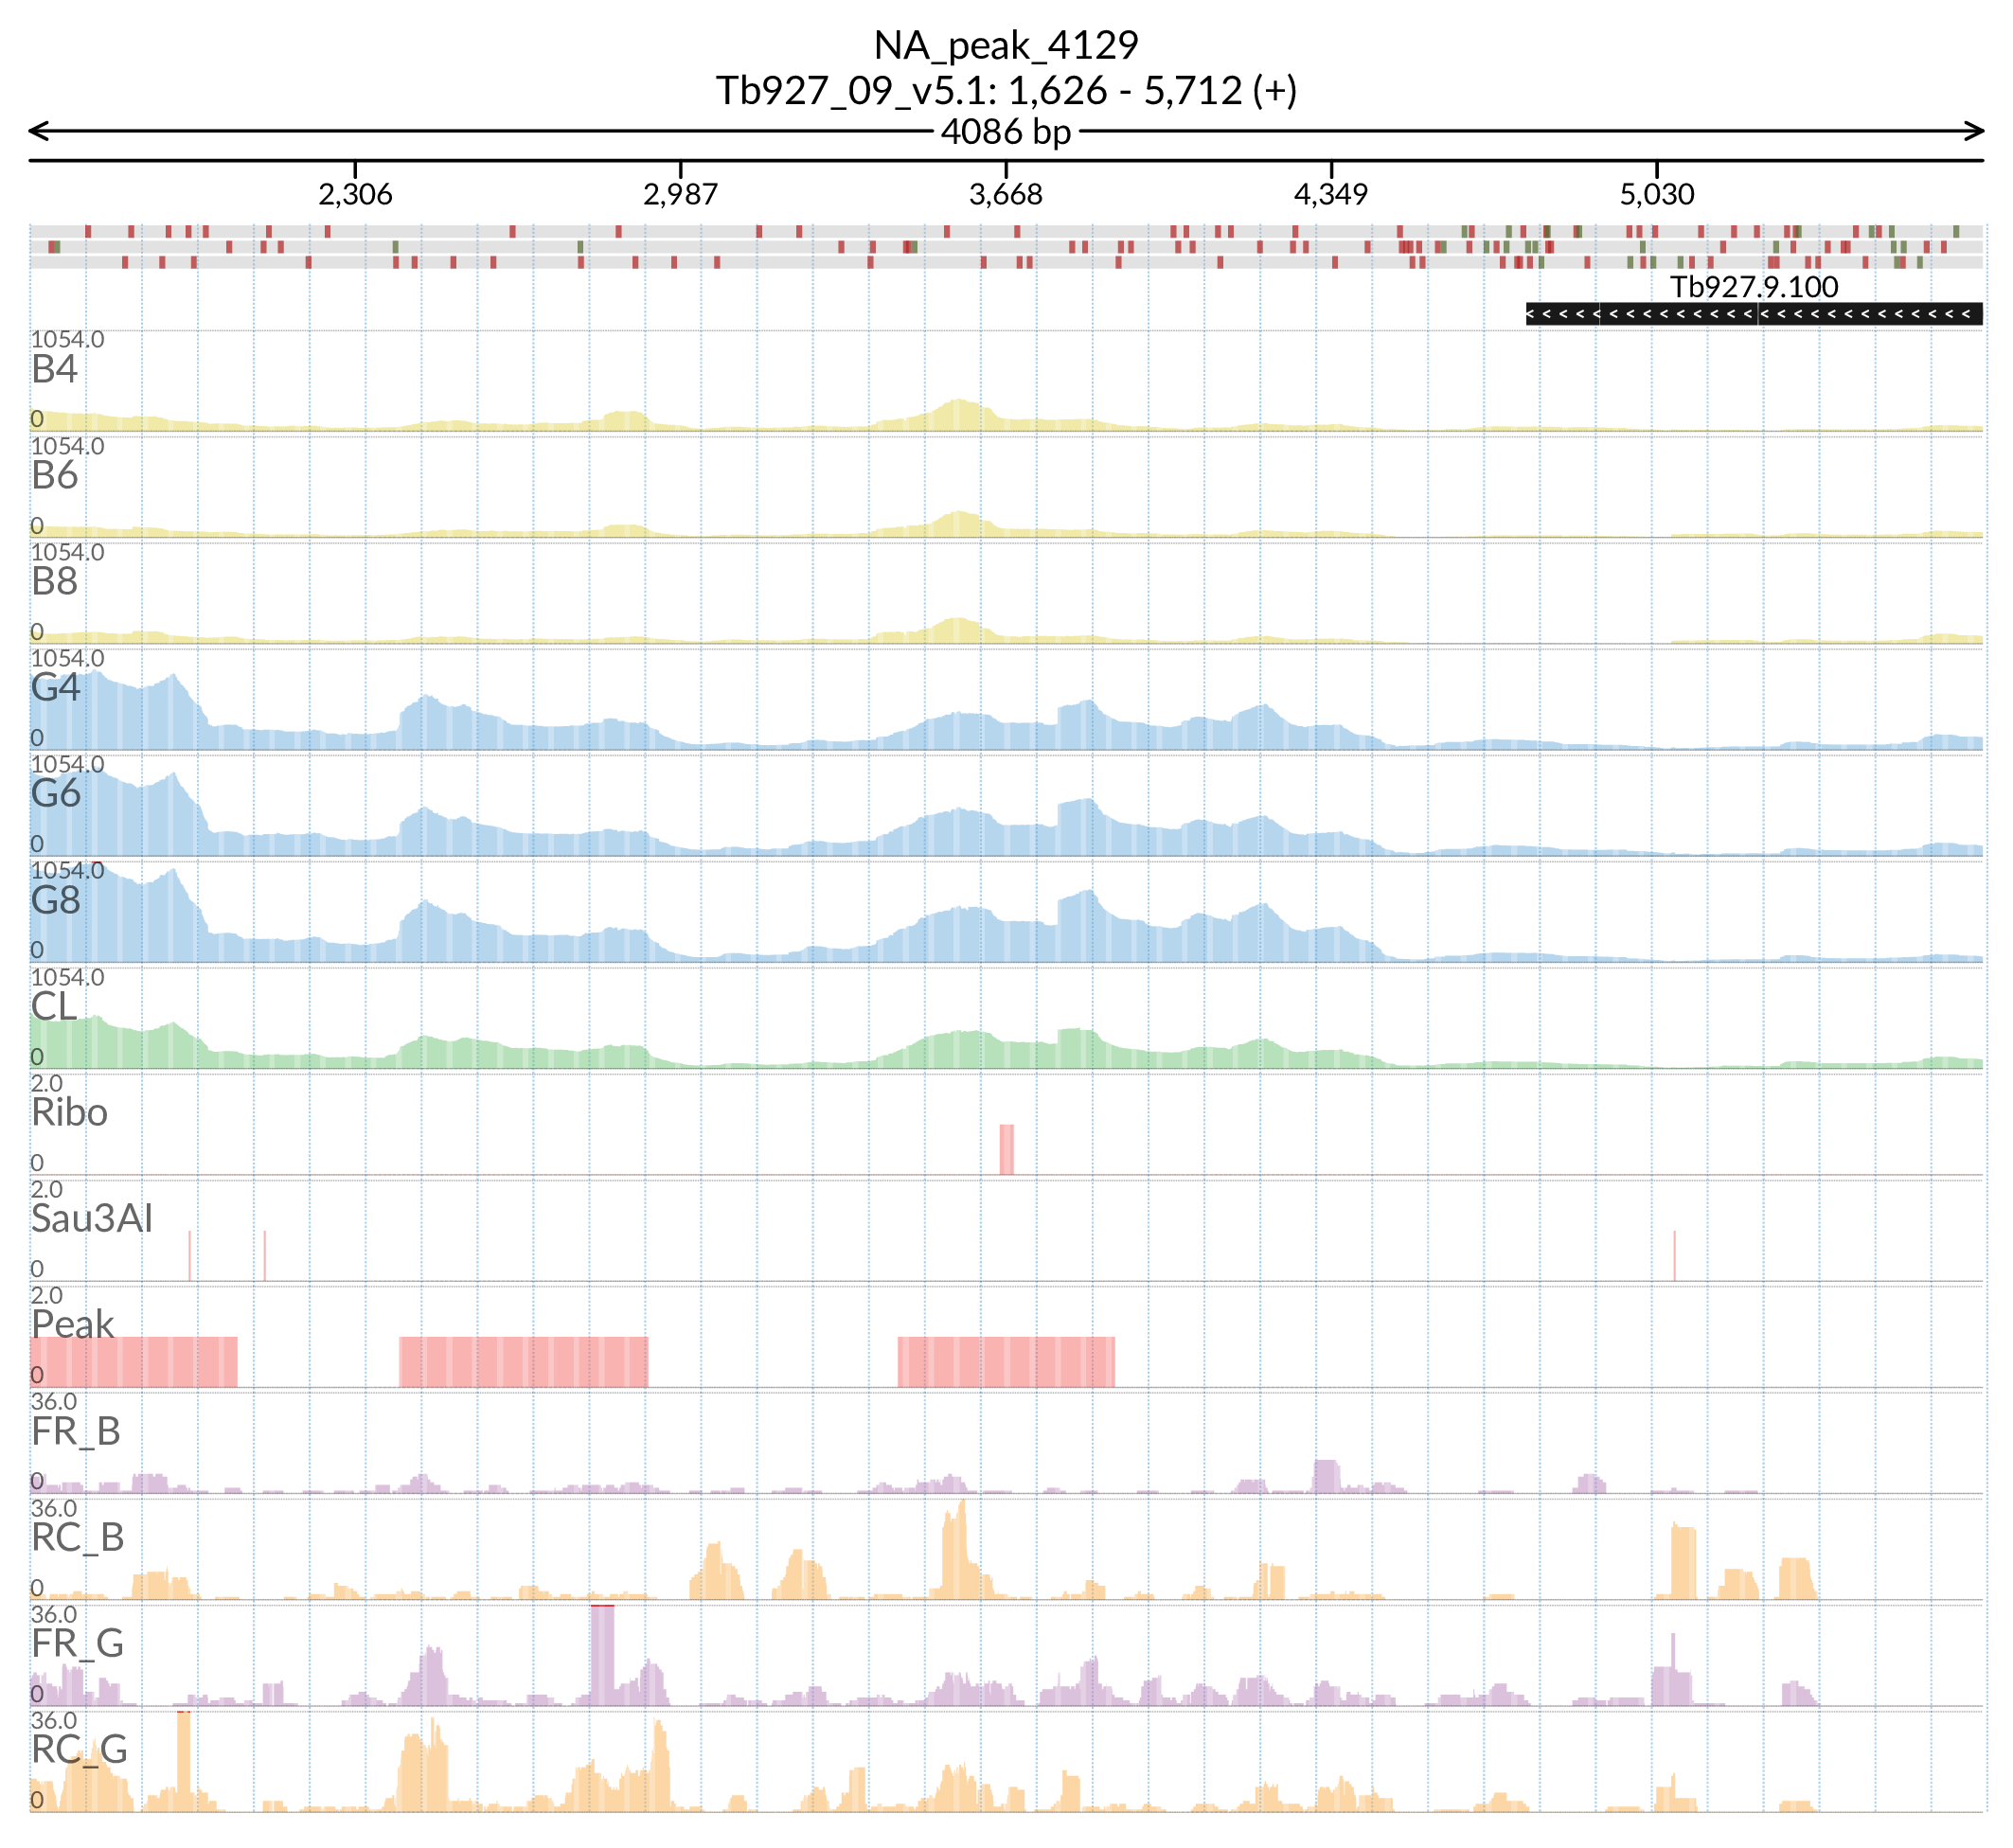 NA_peak_4129
Tb927_09_v5.1: 1,626 - 5,712 (+)
4086 bp
2,306 2,987 3,668 4,349 5,030
Tb927.9.100
1054.0
B4
0
1054.0
B6
0
1054.0
B8
0
1054.0
G4
0
1054.0
G6
0
1054.0
G8
0
1054.0
CL
0
2.0
Ribo
0
2.0
Sau3AI
0
2.0
Peak
0
36.0
FR_B
0
36.0
RC_B
0
36.0
FR_G
0
36.0
RC_G
0